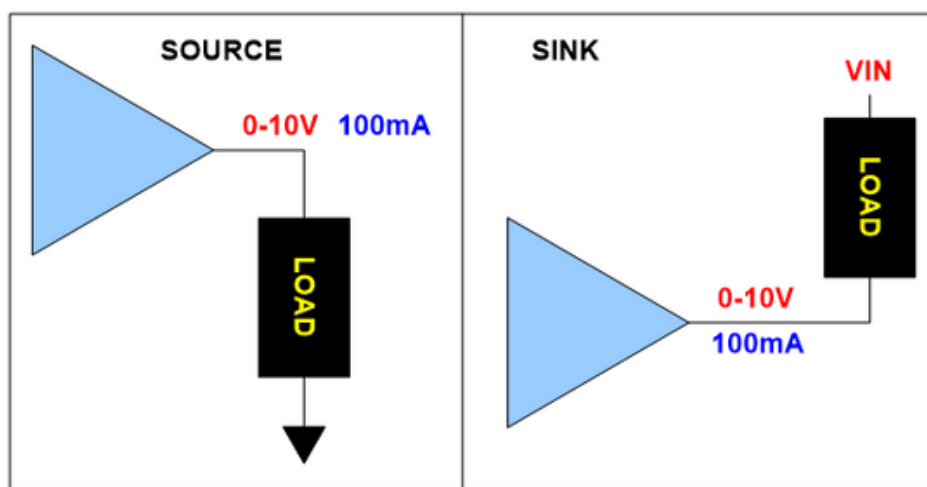 SOURCE
0-10V 100mA
LOAD
SINK
VIN
LOAD
0-10V
100mA